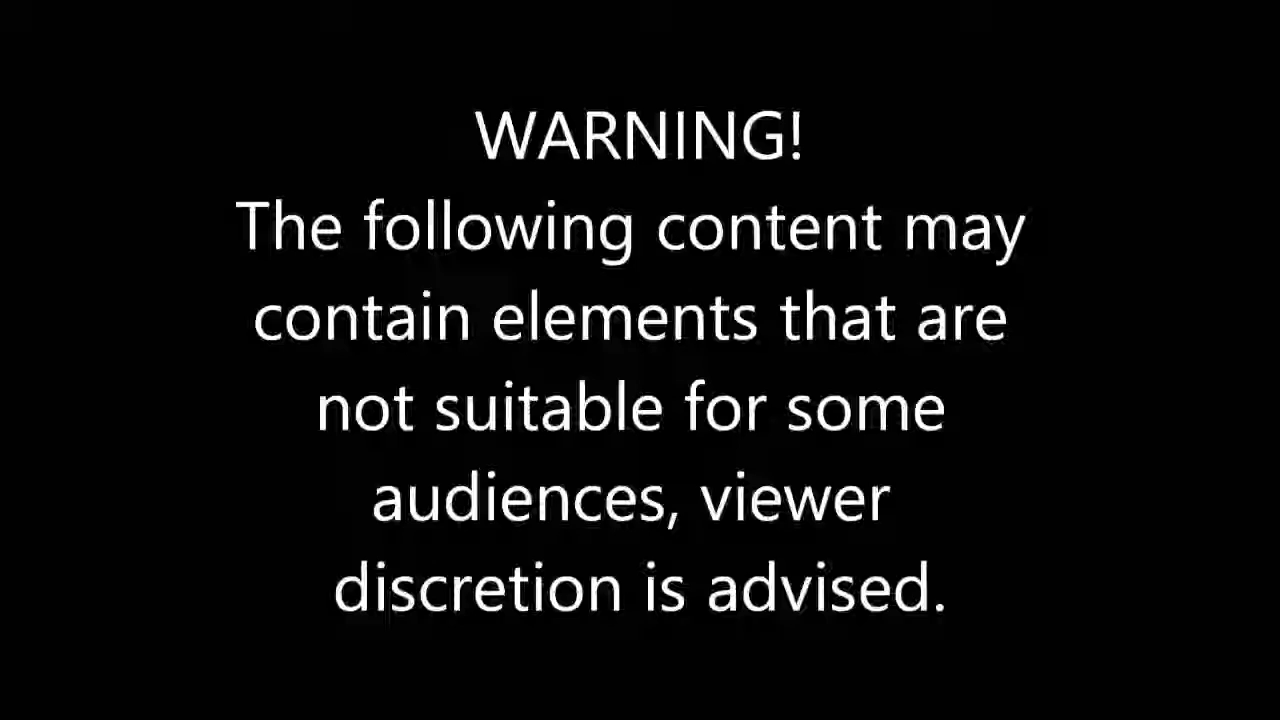 WARNING!
The following content may
contain elements that are
not suitable for some
audiences, viewer
discretion is advised.